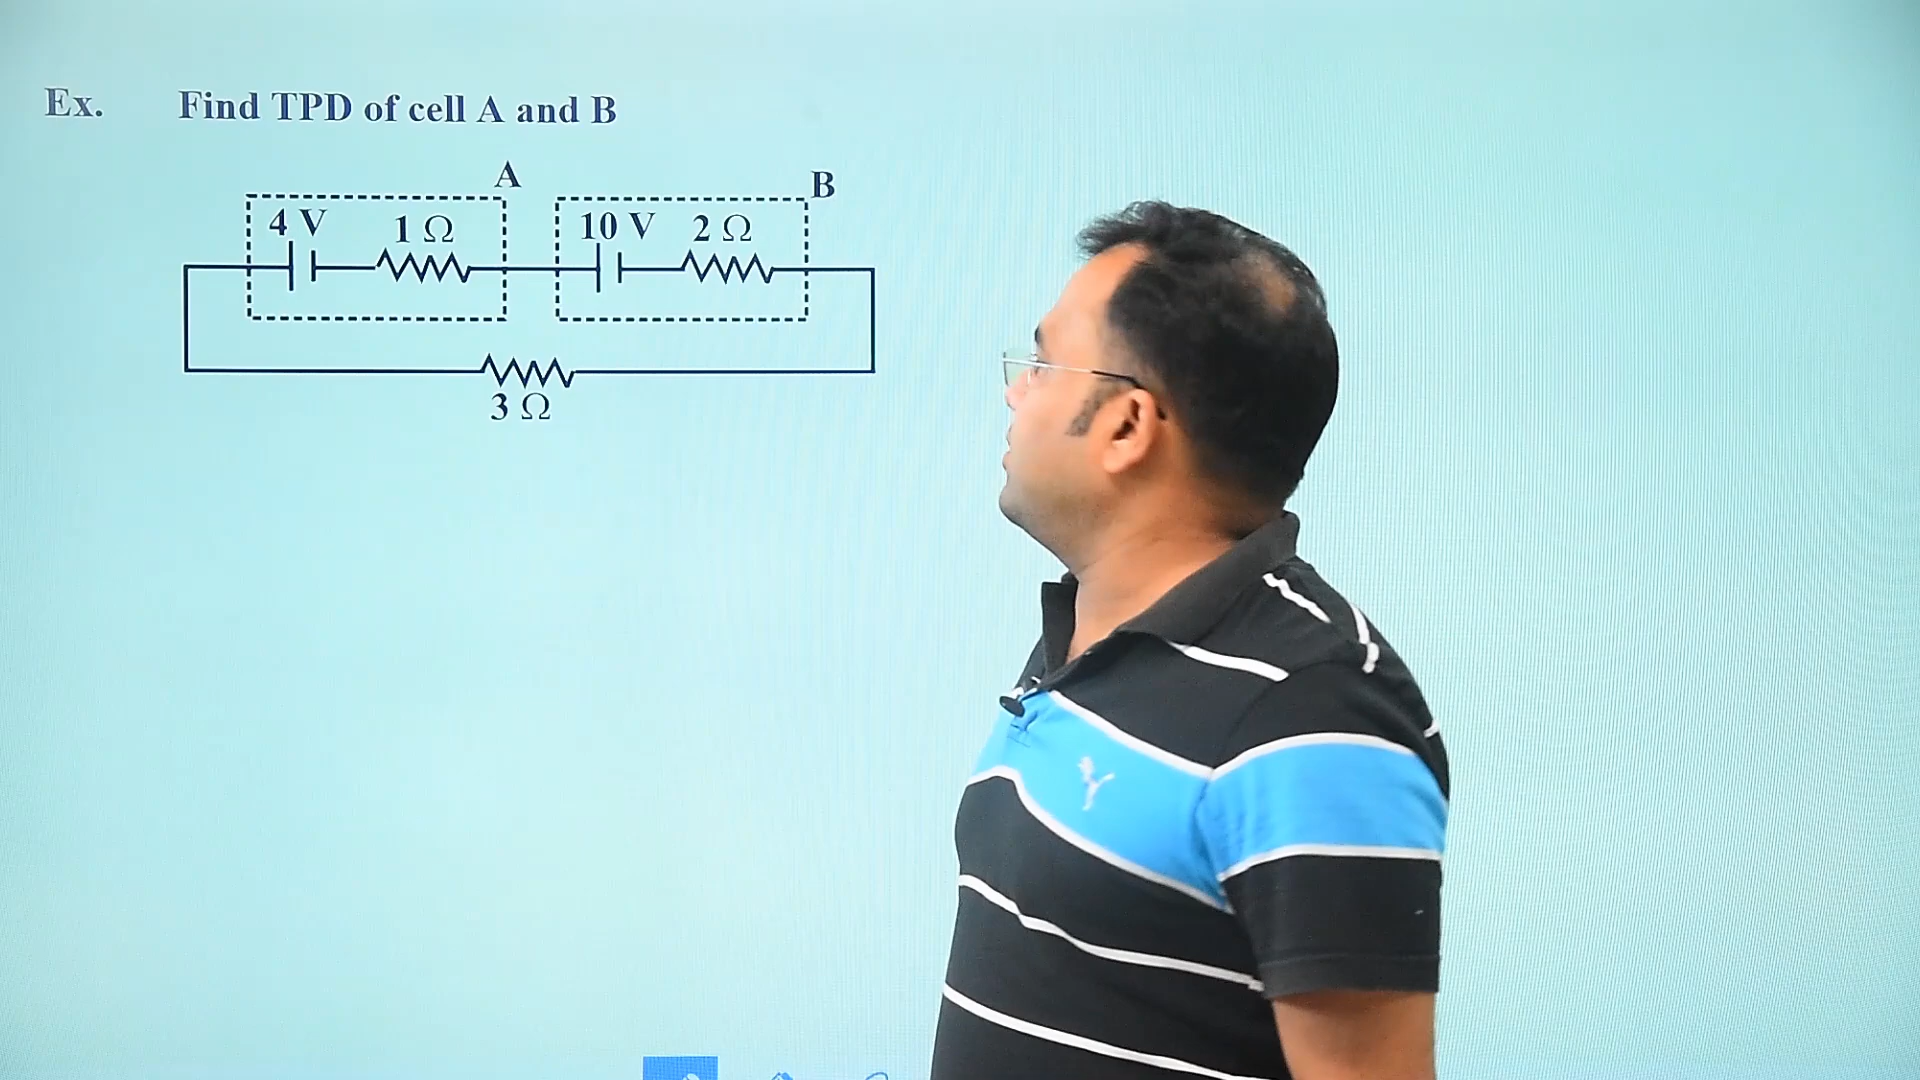 Ex. Find TPD of cell A and B
A
B
4 V 1 Ω 10 V 2 Ω
3 Ω